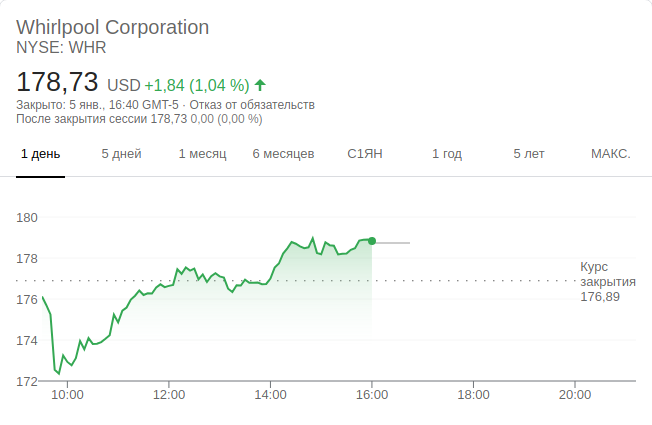 Whirlpool Corporation
NYSE: WHR
178,73 USD +1,84 (1,04 %)
Закрыто: 5 янв., 16:40 GMT-5 · Отказ от обязательств
После закрытия сессии 178,73 0,00 (0,00 %)
1 день 5 дней 1 месяц 6 месяцев С1ЯН 1 год 5 лет МАКС.
180
178
Курс
закрытия
176,89
176
174
172
10:00 12:00 14:00 16:00 18:00 20:00